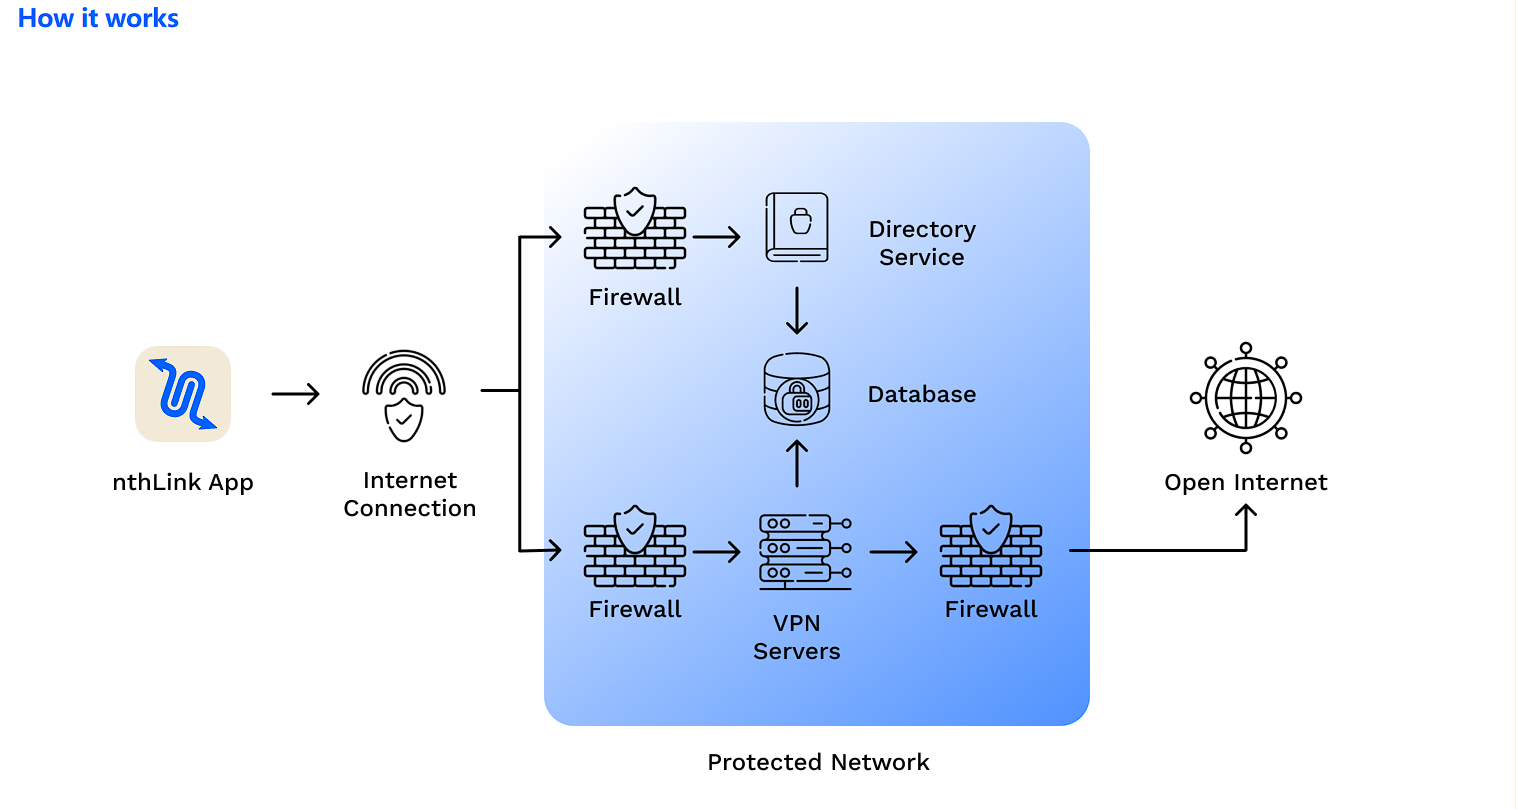 How it works
Firewall
Directory
Service
Database
nthLink App
Internet
Connection
Open Internet
Firewall
VPN
Servers
Firewall
Protected Network